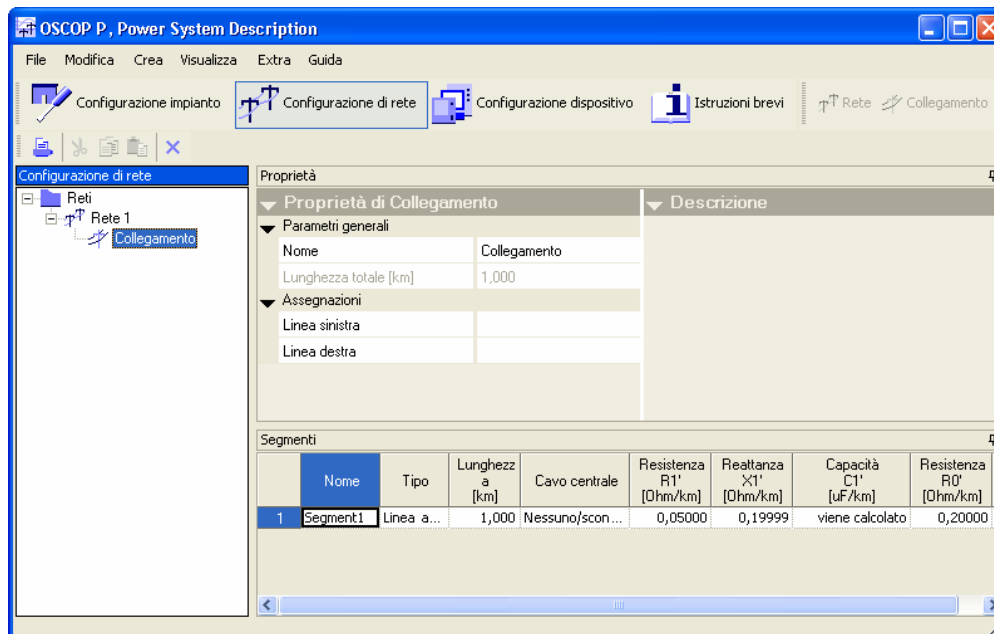 OSCOP P, Power System Description
File Modifica Crea Visualizza Extra Guida
Configurazione impianto Configurazione di rete Configurazione dispositivo Istruzioni brevi Rete Collegamento
Configurazione di rete
Reti
Rete 1
Collegamento
Proprietà
Proprietà di Collegamento Descrizione
Parametri generali
Nome Collegamento
Lunghezza totale [km] 1,000
Assegnazioni
Linea sinistra
Linea destra
Segmenti
Nome Tipo Lunghezz a [km] Cavo centrale Resistenza R1' [Ohm/km] Reattanza X1' [Ohm/km] Capacità C1' [uF/km] Resistenza R0' [Ohm/km]
1 Segment1 Linea a... 1,000 Nessuno/scon... 0,05000 0,19999 viene calcolato 0,20000